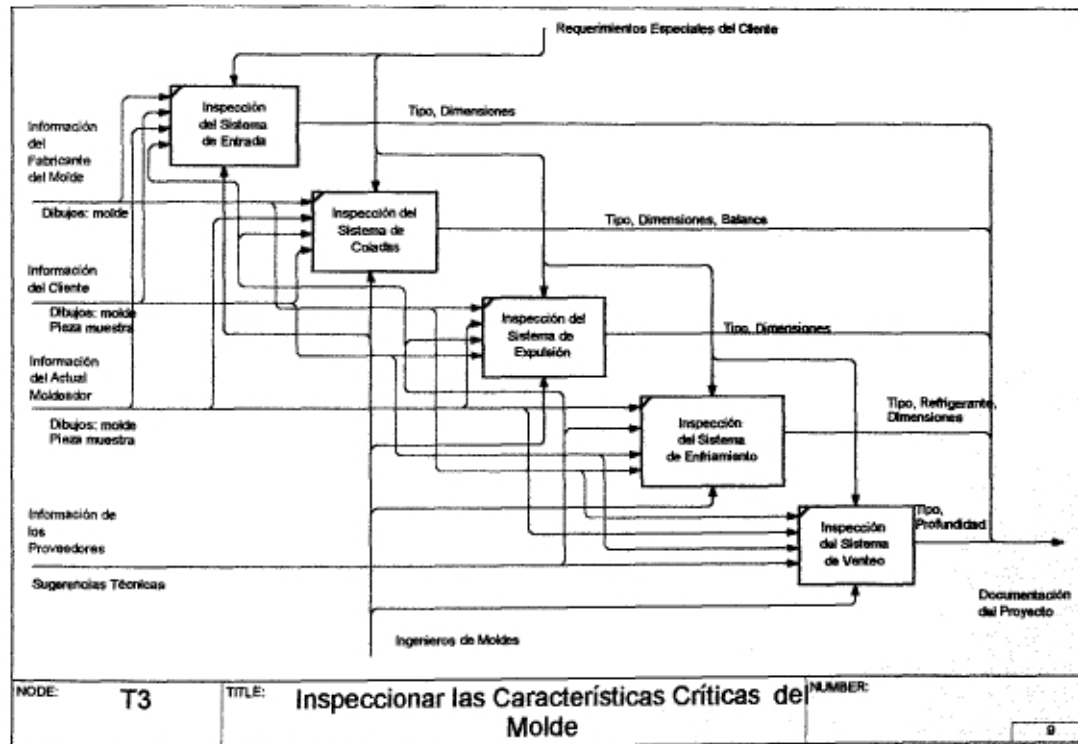 Requerimientos Especiales del Cliente
Inspección
del Sistema
de Entrada
Tipo, Dimensiones
Información
del
Fabricante
del Molde
Dibujos: molde
Inspección del
Sistema de
Coladas
Tipo, Dimensiones, Balance
Información
del Cliente
Dibujos: molde
Pieza muestra
Inspección del
Sistema de
Expulsión
Tipo, Dimensiones
Información
del Actual
Moldeador
Dibujos: molde
Pieza muestra
Inspección
del Sistema
de Enfriamiento
Tipo, Refrigerante,
Dimensiones
Información de
los
Proveedores
Sugerencias Técnicas
Inspección
del Sistema
de Venteo
Tipo,
Profundidad
Documentación
del Proyecto
Ingenieros de Moldes
NODE:
T3
TITLE:
Inspeccionar las Características Críticas del
Molde
NUMBER:
9